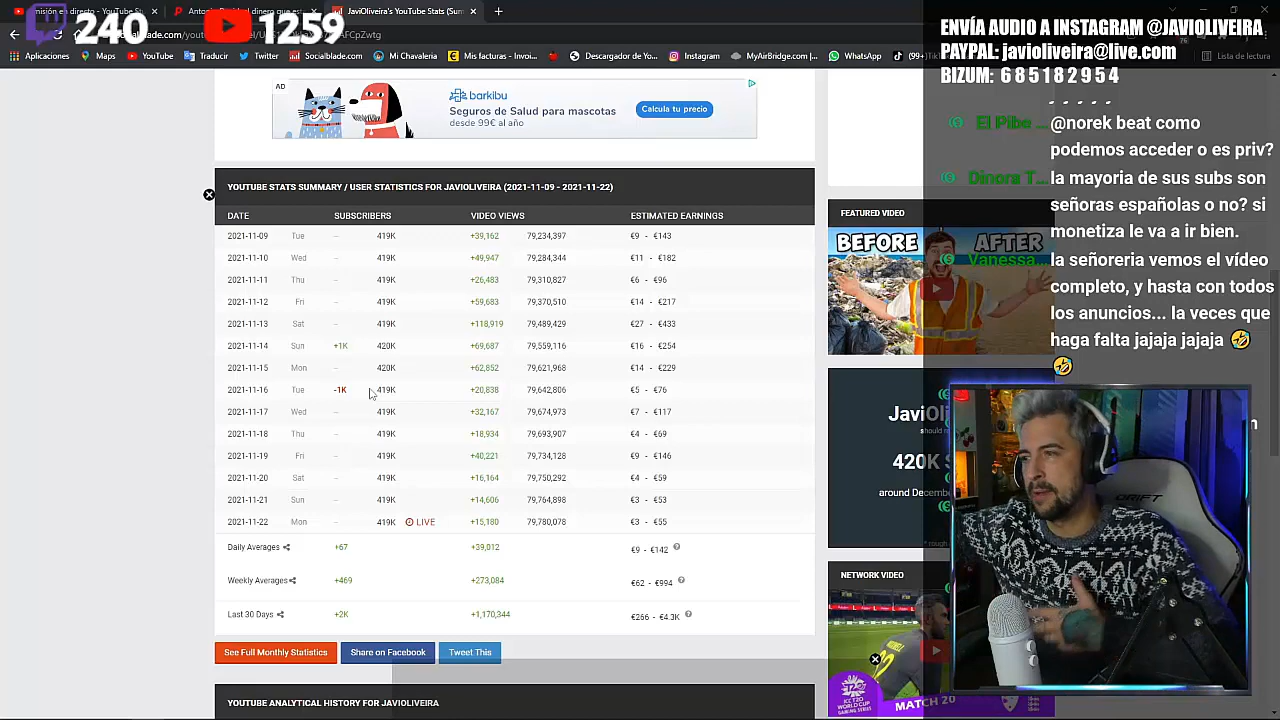 240
1259
JaviOliveira's YouTube Stats (Sum
AFCpZwtg
Aplicaciones
Maps
YouTube
Traducir
Twitter
Socialblade.com
Mi Chavaleria
Mis facturas - Invoi...
Descargador de Yo...
Instagram
MyAirBridge.com |...
WhatsApp
Lista de lectura
ENVÍA AUDIO A INSTAGRAM @JAVIOLIVEIRA
PAYPAL: javioliveira@live.com
BIZUM: 685182954
AD
barkibu
Seguros de Salud para mascotas
desde 99€ al año
Calcula tu precio
YOUTUBE STATS SUMMARY / USER STATISTICS FOR JAVIOLIVEIRA (2021-11-09 - 2021-11-22)
DATE SUBSCRIBERS VIDEO VIEWS ESTIMATED EARNINGS
2021-11-09 Tue -- 419K +39,162 79,234,397 €9 - €143
2021-11-10 Wed -- 419K +49,947 79,284,344 €11 - €182
2021-11-11 Thu -- 419K +26,483 79,310,827 €6 - €96
2021-11-12 Fri -- 419K +59,683 79,370,510 €14 - €217
2021-11-13 Sat -- 419K +118,919 79,489,429 €27 - €433
2021-11-14 Sun +1K 420K +69,687 79,559,116 €16 - €254
2021-11-15 Mon -- 420K +62,852 79,621,968 €14 - €229
2021-11-16 Tue -1K 419K +20,838 79,642,806 €5 - €76
2021-11-17 Wed -- 419K +32,167 79,674,973 €7 - €117
2021-11-18 Thu -- 419K +18,934 79,693,907 €4 - €69
2021-11-19 Fri -- 419K +40,221 79,734,128 €9 - €146
2021-11-20 Sat -- 419K +16,164 79,750,292 €4 - €59
2021-11-21 Sun -- 419K +14,606 79,764,898 €3 - €53
2021-11-22 Mon -- 419K LIVE +15,180 79,780,078 €3 - €55
Daily Averages +67 +39,012 €9 - €142
Weekly Averages +469 +273,084 €62 - €994
Last 30 Days +2K +1,170,344 €266 - €4.3K
See Full Monthly Statistics
Share on Facebook
Tweet This
YOUTUBE ANALYTICAL HISTORY FOR JAVIOLIVEIRA
FEATURED VIDEO
BEFORE
AFTER
JaviOli
420K
around Decemb
NETWORK VIDEO
MATCH 20
El Pibe ...
@norek beat como
podemos acceder o es priv?
Dinora T...
la mayoria de sus subs son
señoras españolas o no? si
monetiza le va a ir bien.
Vanessa...
la señoreria vemos el vídeo
completo, y hasta con todos
los anuncios... la veces que
haga falta jajaja jajaja 🤣
🤣
DRIFT